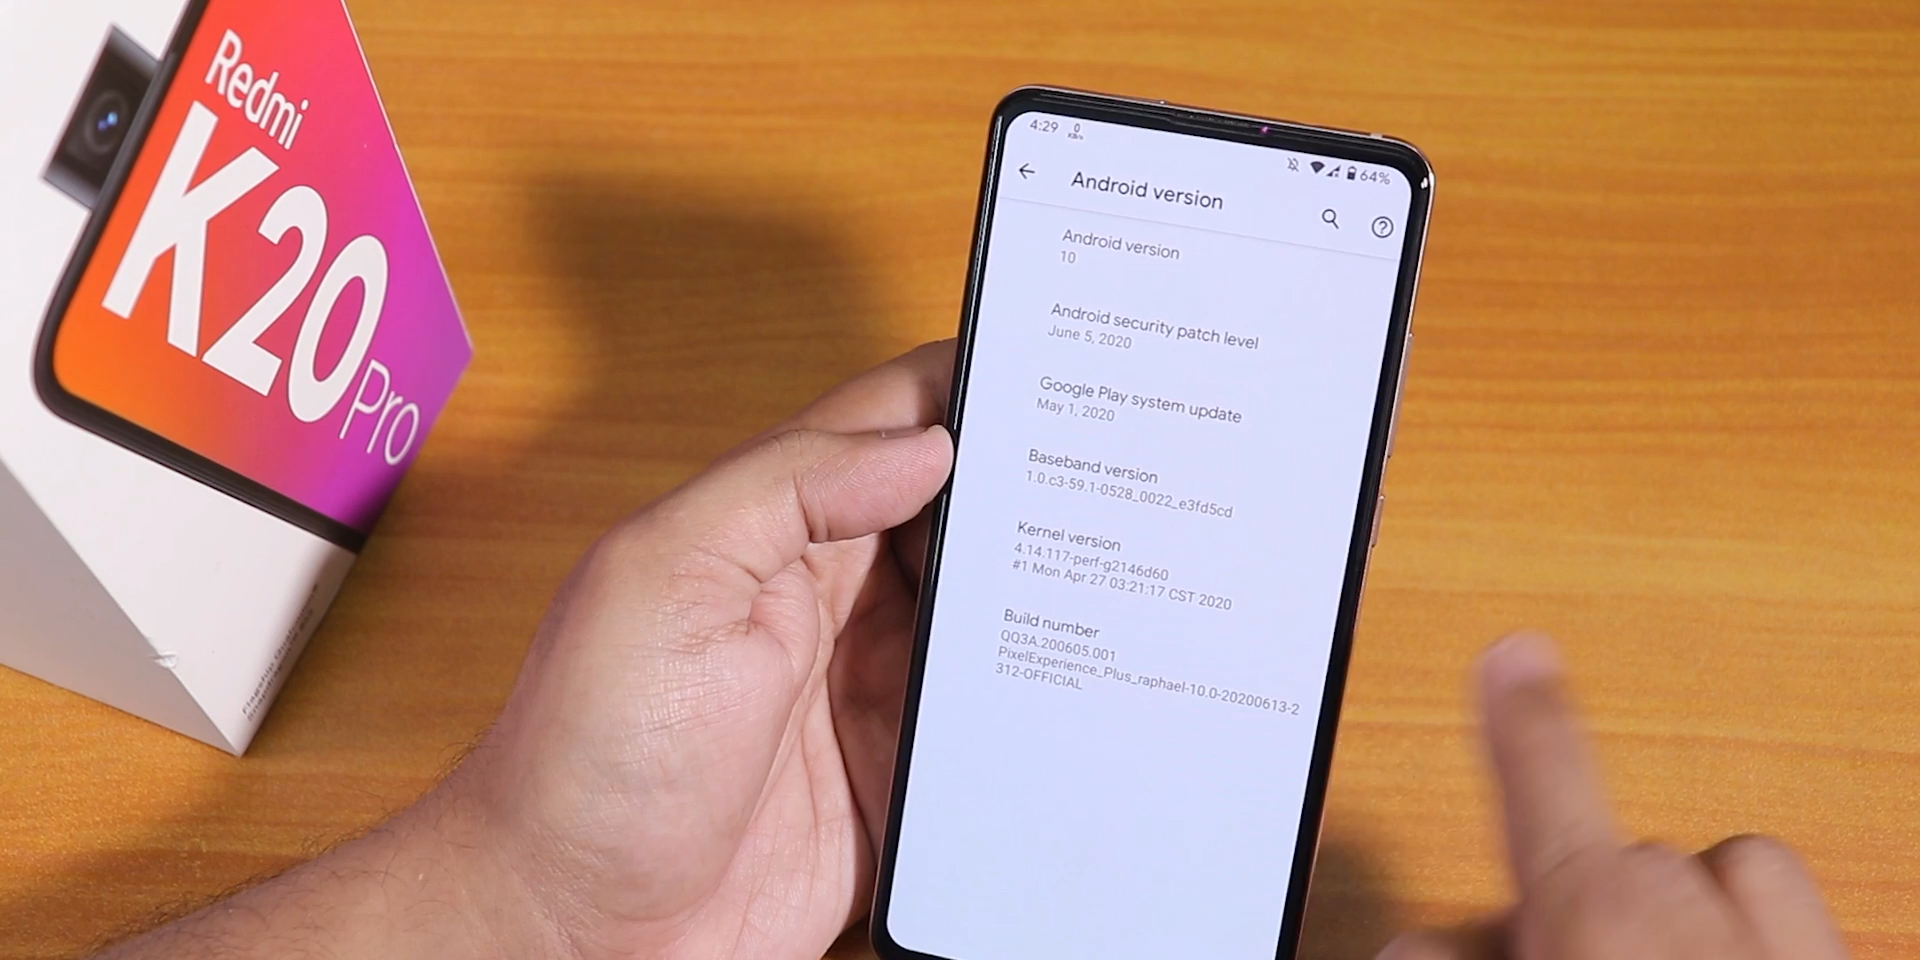 Redmi
K20 Pro
4:29 0 KB/s 64%
Android version
Android version
10
Android security patch level
June 5, 2020
Google Play system update
May 1, 2020
Baseband version
1.0.c3-59.1-0528_0022_e3fd5cd
Kernel version
4.14.117-perf-g2146d60
#1 Mon Apr 27 03:21:17 CST 2020
Build number
QQ3A.200605.001
PixelExperience_Plus_raphael-10.0-20200613-2
312-OFFICIAL